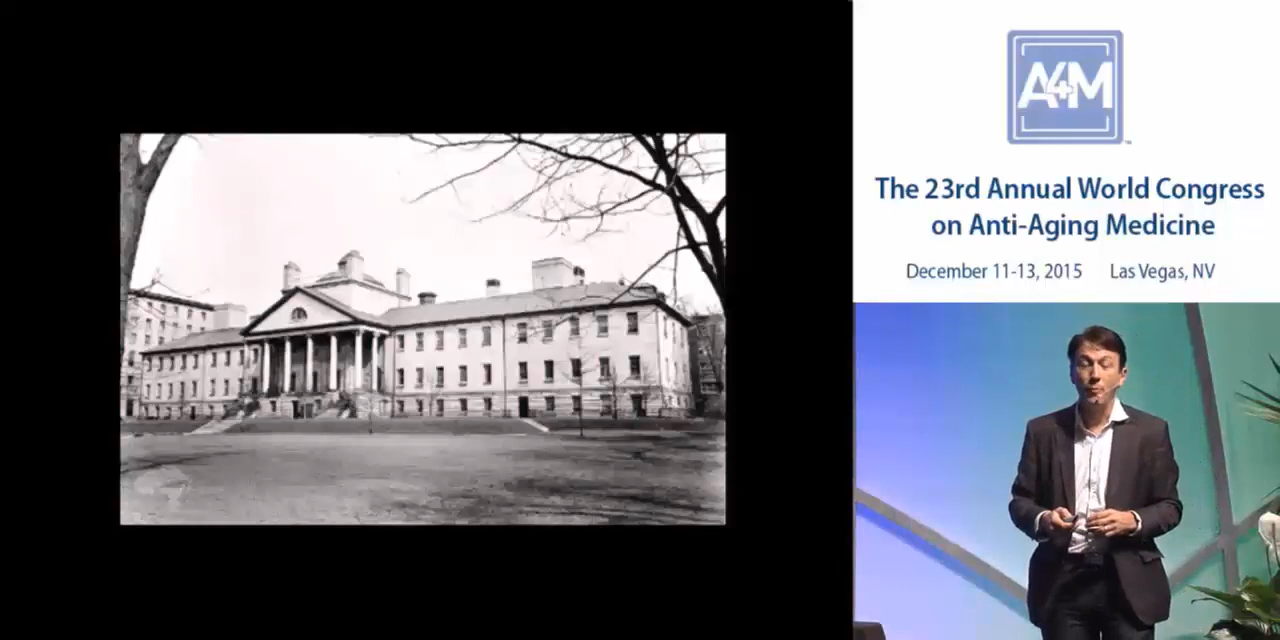 A4M
The 23rd Annual World Congress
on Anti-Aging Medicine
December 11-13, 2015 Las Vegas, NV